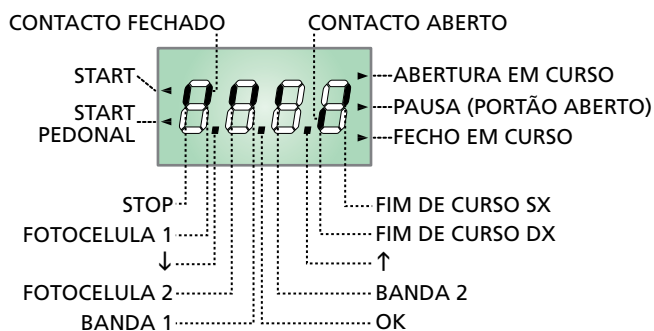 CONTACTO FECHADO
CONTACTO ABERTO
START
START
PEDONAL
ABERTURA EM CURSO
PAUSA (PORTÃO ABERTO)
FECHO EM CURSO
STOP
FOTOCELULA 1
↓
FOTOCELULA 2
BANDA 1
FIM DE CURSO SX
FIM DE CURSO DX
↑
BANDA 2
OK